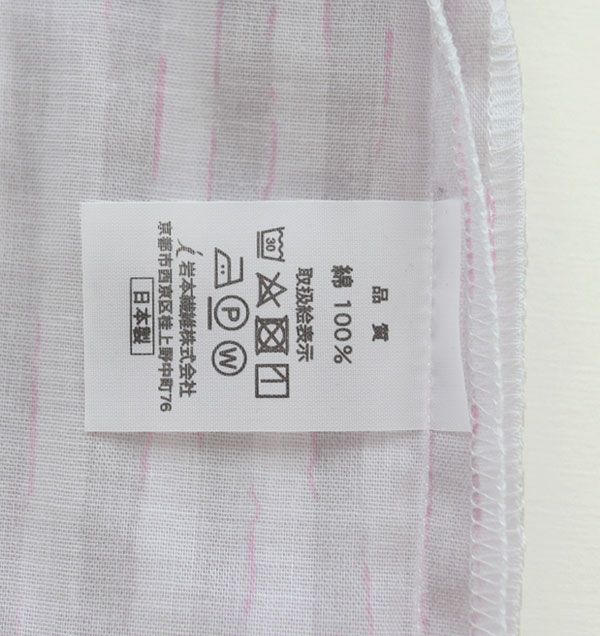 品質
綿 100%
取扱絵表示
30
P W
岩本繊維株式会社
京都市西京区桂上野中町76
日本製